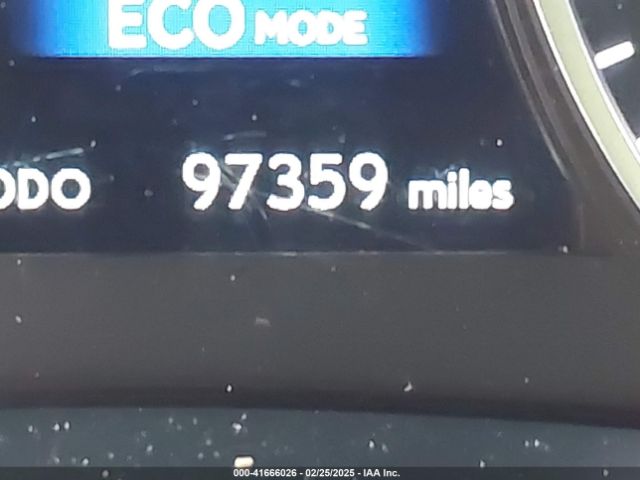 ECO MODE
ODO 97359 miles
000-41666026 - 02/25/2025 - IAA Inc.